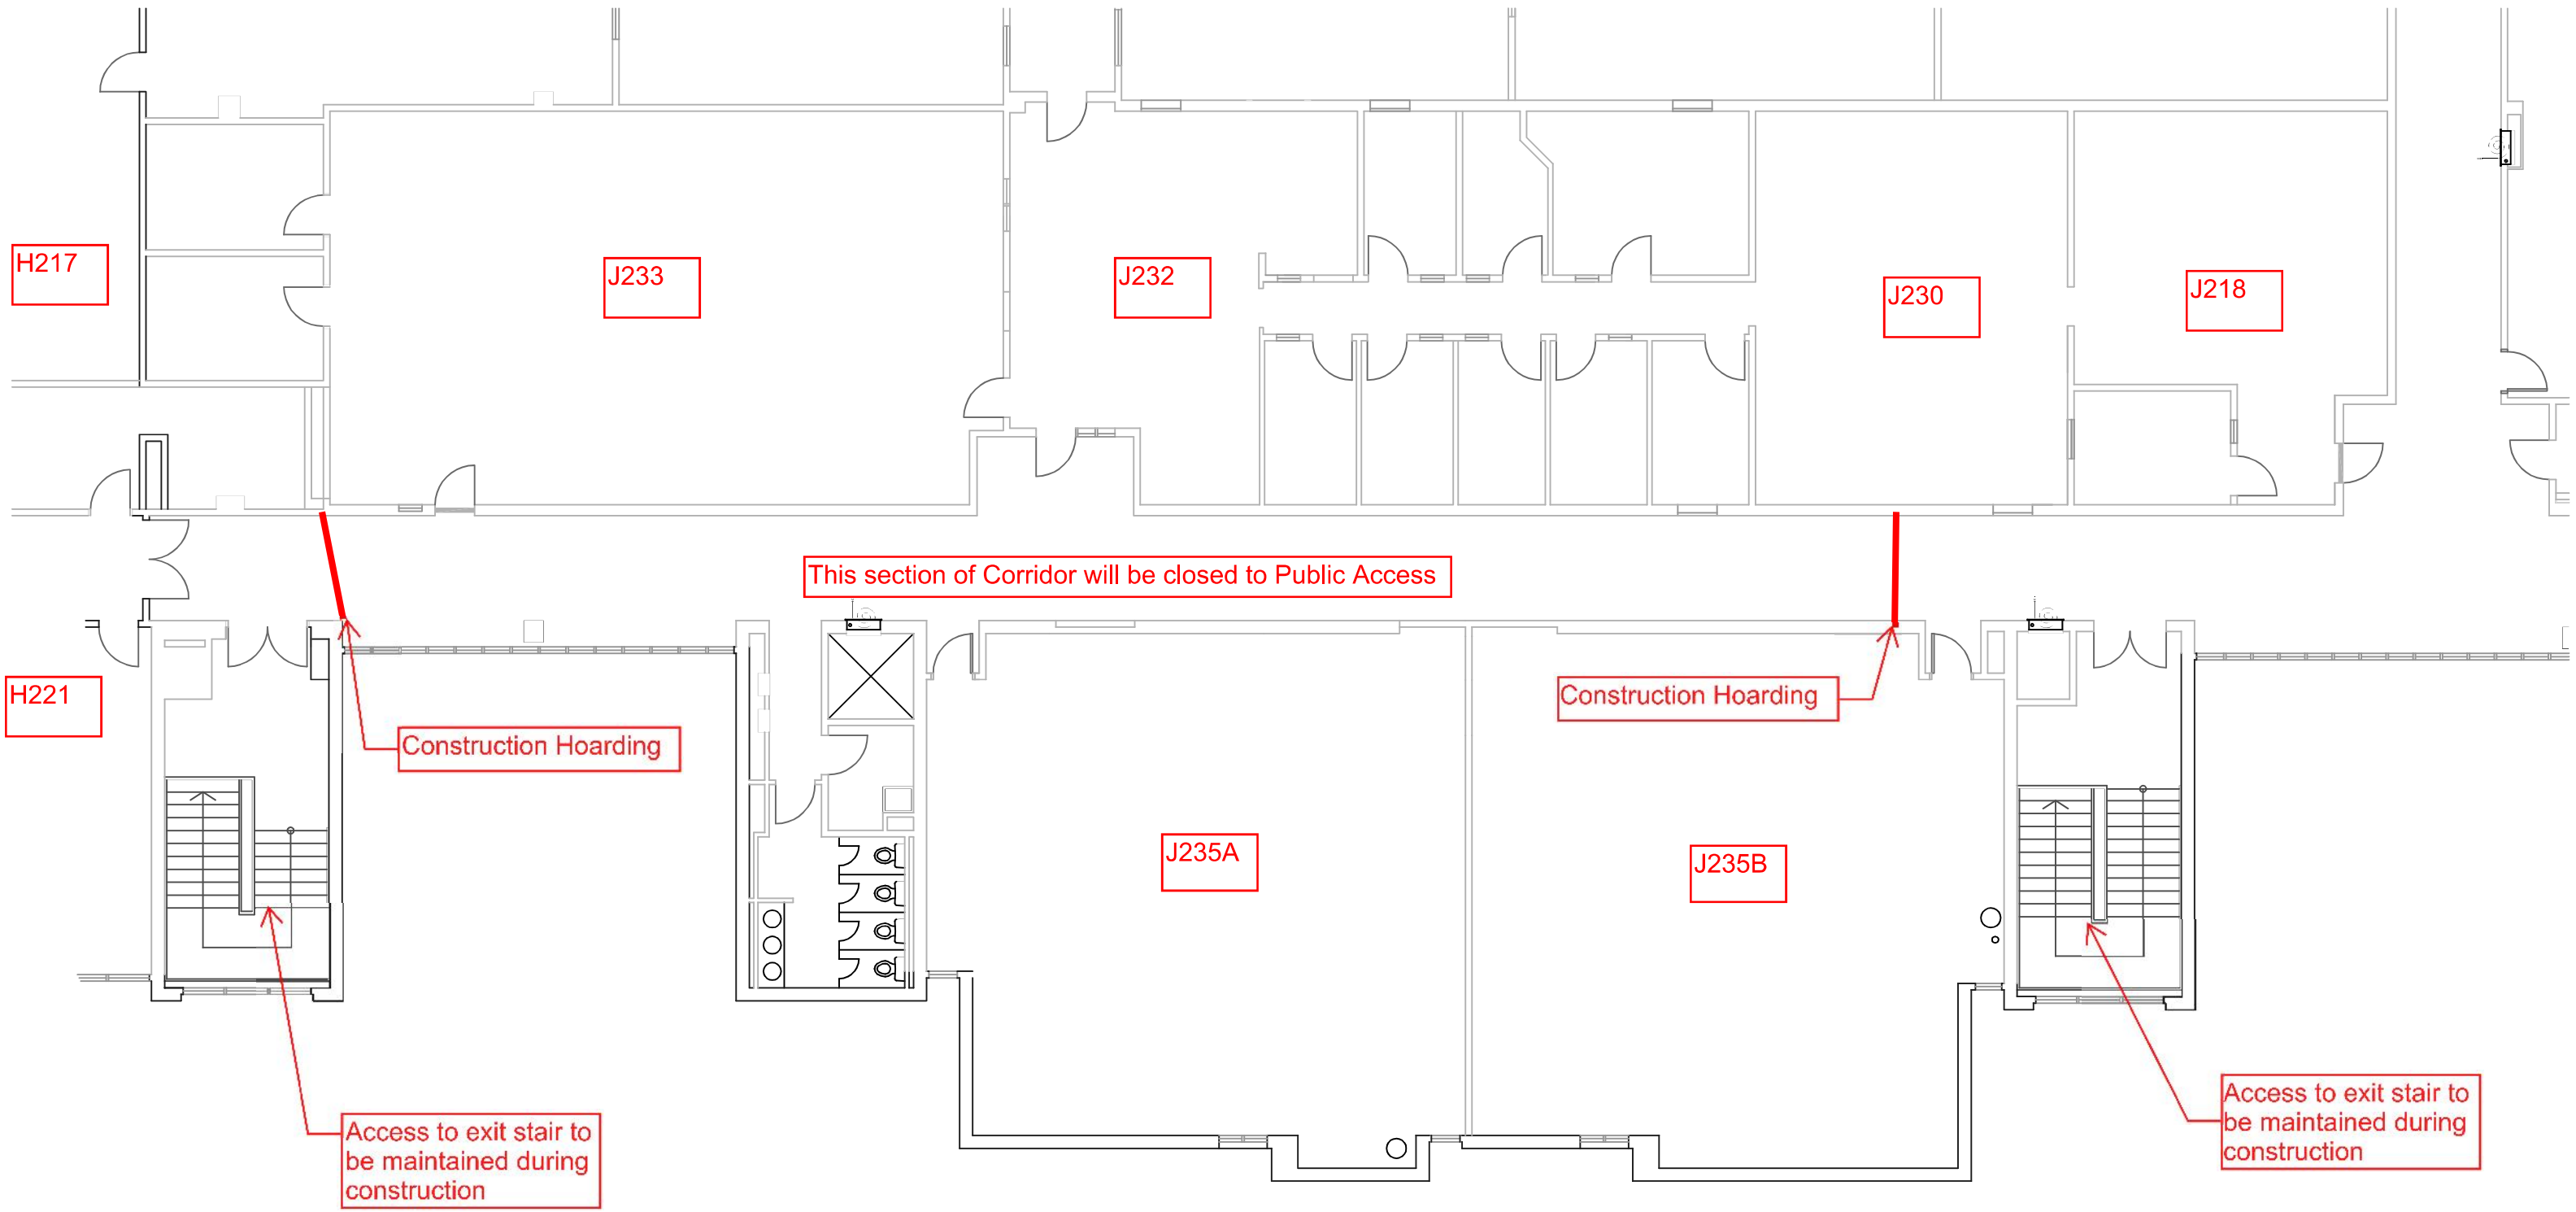 H217
J233
J232
J230
J218
This section of Corridor will be closed to Public Access
H221
Construction Hoarding
Construction Hoarding
J235A
J235B
Access to exit stair to
be maintained during
construction
Access to exit stair to
be maintained during
construction